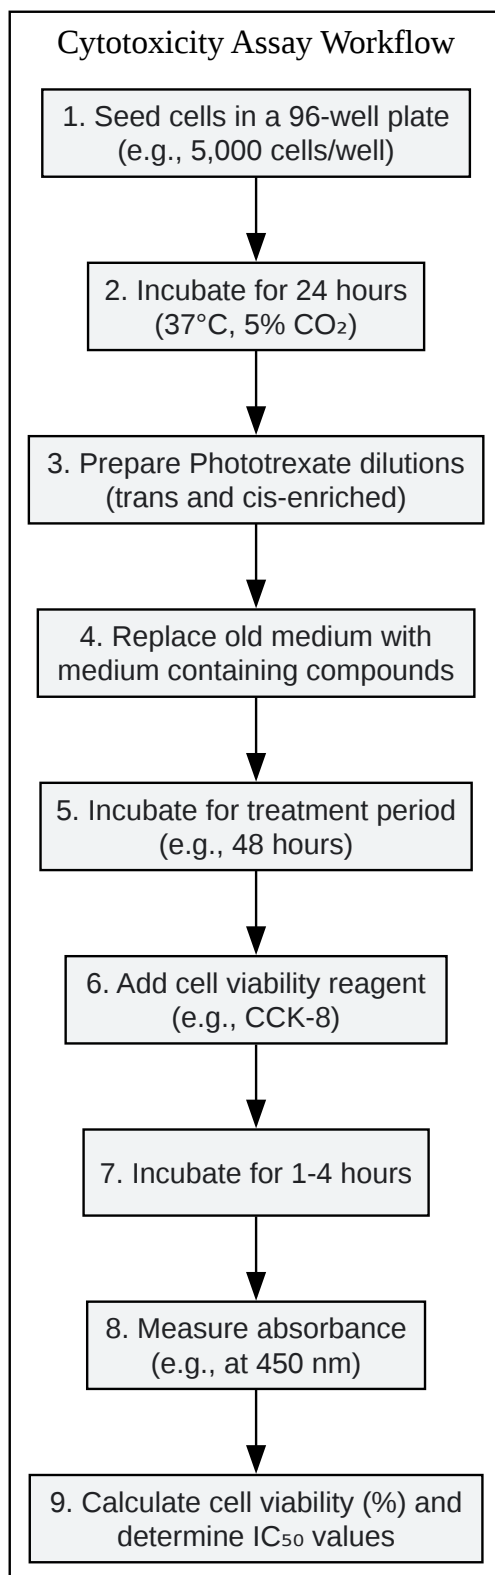 Cytotoxicity Assay Workflow
1. Seed cells in a 96-well plate
(e.g., 5,000 cells/well)
2. Incubate for 24 hours
(37°C, 5% CO₂)
3. Prepare Phototrexate dilutions
(trans and cis-enriched)
4. Replace old medium with
medium containing compounds
5. Incubate for treatment period
(e.g., 48 hours)
6. Add cell viability reagent
(e.g., CCK-8)
7. Incubate for 1-4 hours
8. Measure absorbance
(e.g., at 450 nm)
9. Calculate cell viability (%) and
determine IC₅₀ values